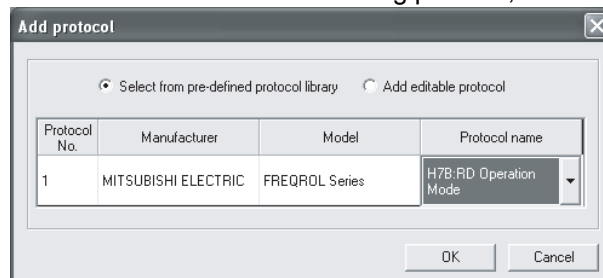 Add protocol
Select from pre-defined protocol library Add editable protocol
Protocol No. Manufacturer Model Protocol name
1 MITSUBISHI ELECTRIC FREQROL Series H7B:RD Operation Mode
OK Cancel